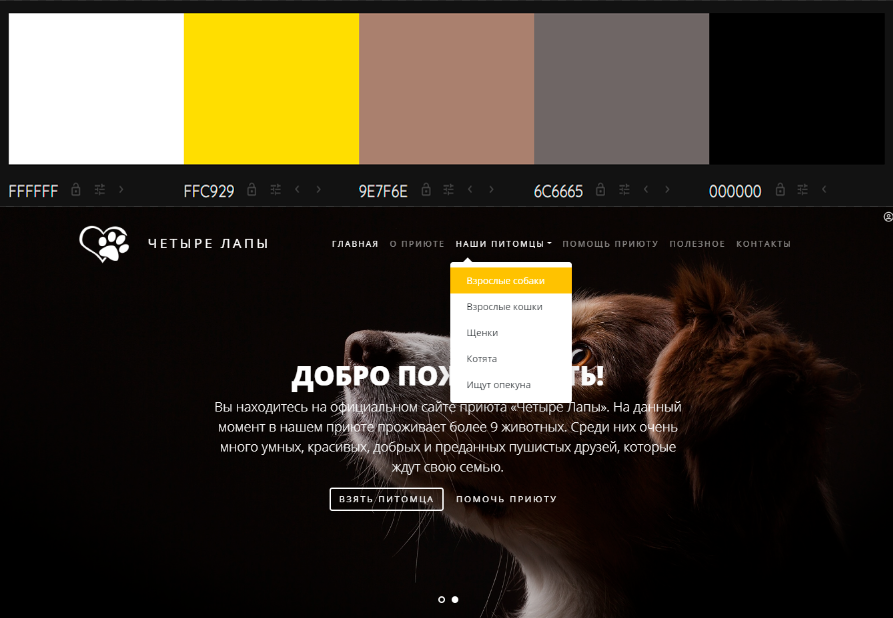 FFFFFF FFC929 9E7F6E 6C6665 000000
ЧЕТЫРЕ ЛАПЫ ГЛАВНАЯ О ПРИЮТЕ НАШИ ПИТОМЦЫ ПОМОЩЬ ПРИЮТУ ПОЛЕЗНОЕ КОНТАКТЫ
Взрослые собаки
Взрослые кошки
Щенки
Котята
Ищут опекуна
ДОБРО
Вы находитесь на официальном сайте приюта «Четыре Лапы». На данный
момент в нашем приюте проживает более 9 животных. Среди них очень
много умных, красивых, добрых и преданных пушистых друзей, которые
ждут свою семью.
ВЗЯТЬ ПИТОМЦА ПОМОЧЬ ПРИЮТУ